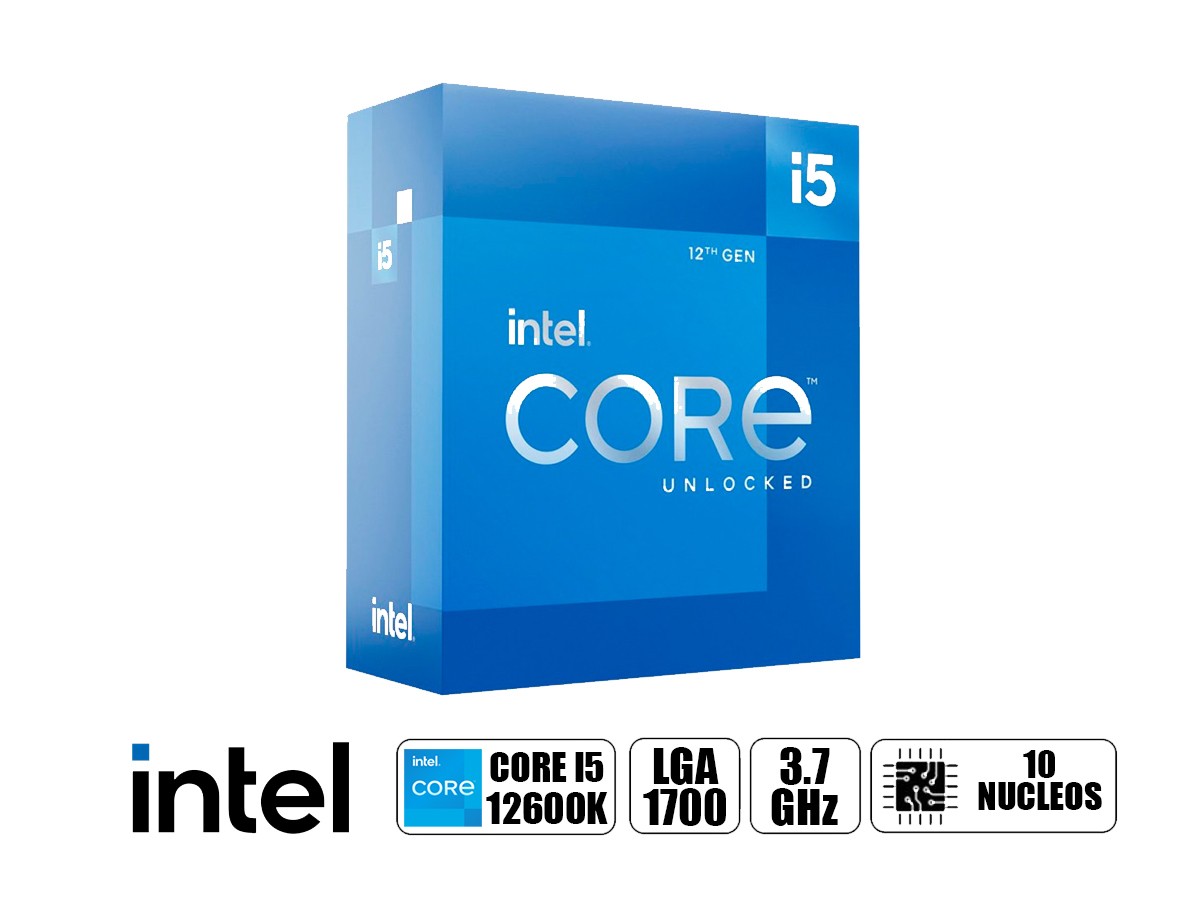 i5
i5
12TH GEN
intel.
CORE™
UNLOCKED
intel.
intel
intel.
CORE
CORE I5
12600K
LGA
1700
3.7
GHz
10
NUCLEOS